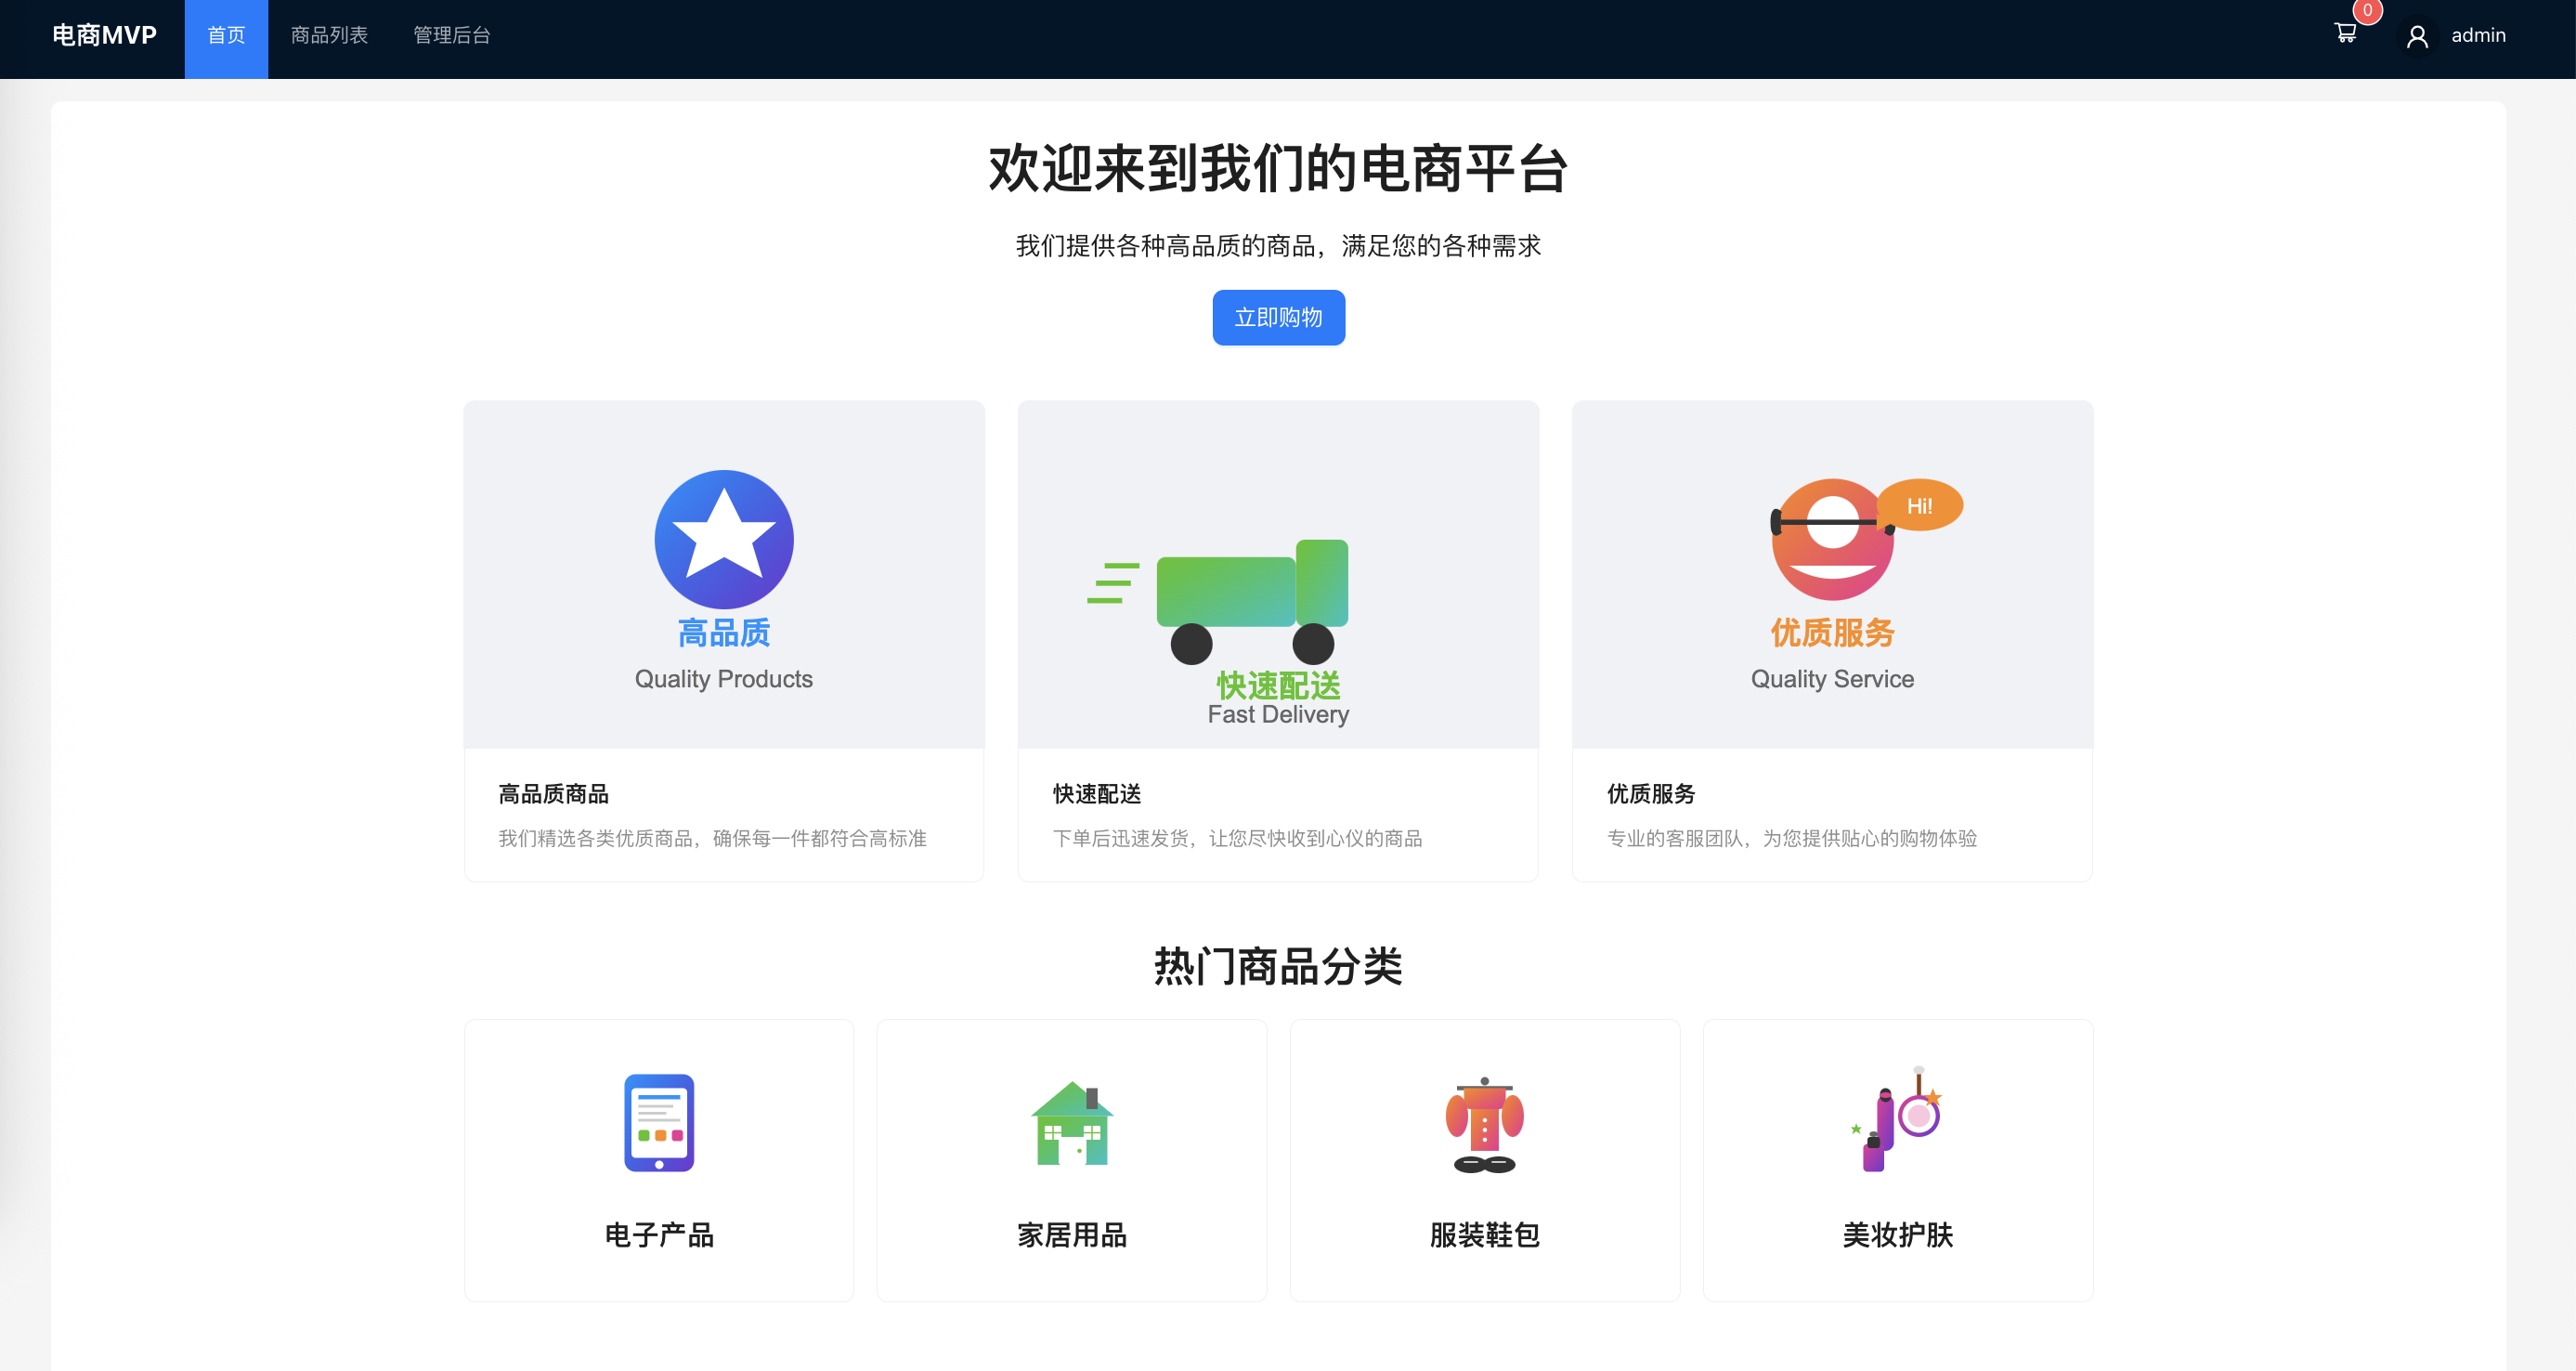 电商MVP
首页
商品列表
管理后台
0
admin
欢迎来到我们的电商平台
我们提供各种高品质的商品，满足您的各种需求
立即购物
高品质
Quality Products
快速配送
Fast Delivery
Hi!
优质服务
Quality Service
高品质商品
我们精选各类优质商品，确保每一件都符合高标准
快速配送
下单后迅速发货，让您尽快收到心仪的商品
优质服务
专业的客服团队，为您提供贴心的购物体验
热门商品分类
电子产品
家居用品
服装鞋包
美妆护肤